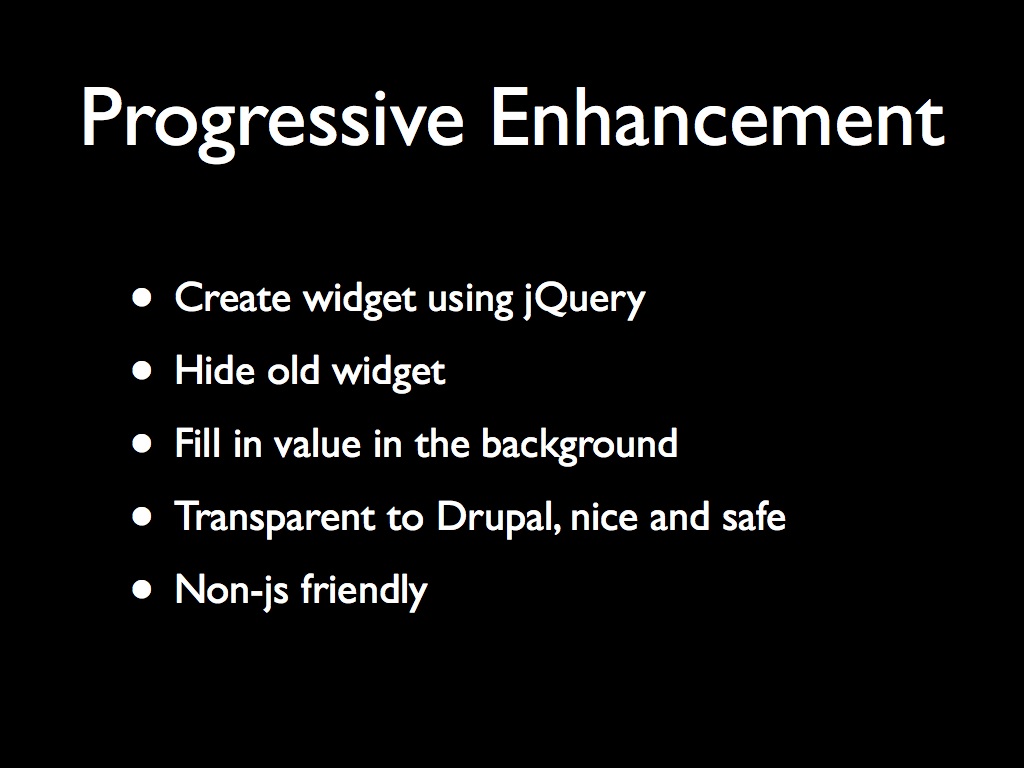 Progressive Enhancement
• Create widget using jQuery
• Hide old widget
• Fill in value in the background
• Transparent to Drupal, nice and safe
• Non-js friendly